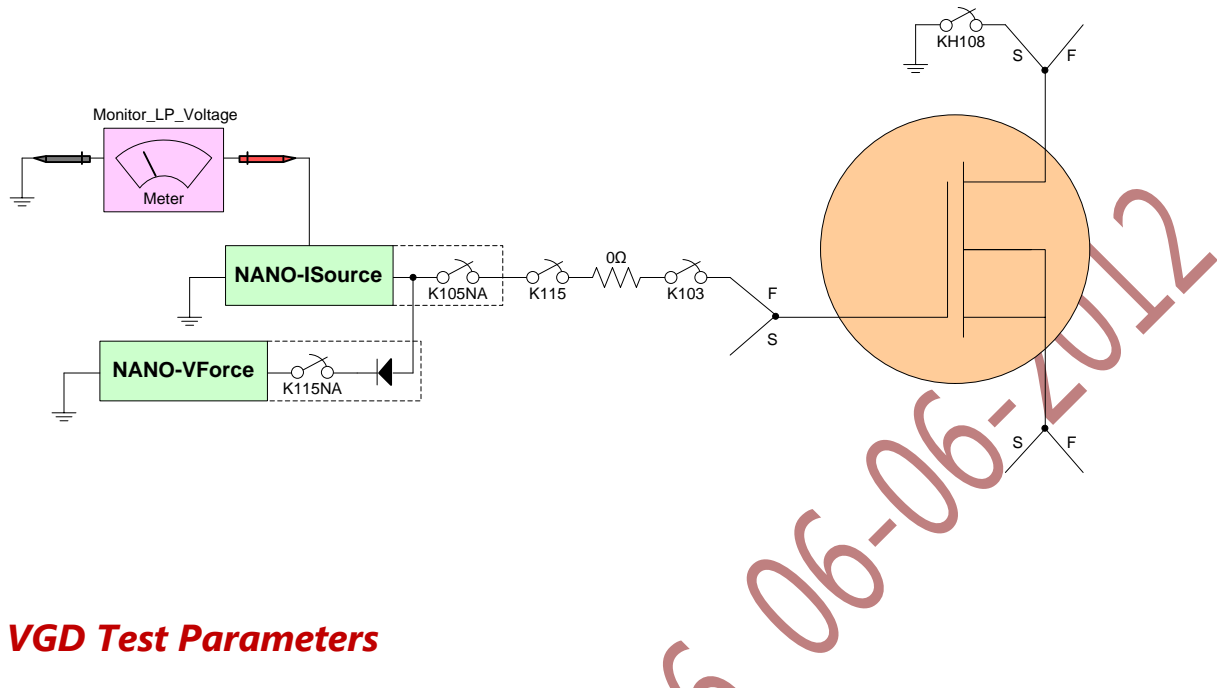 KH108
S F
Monitor_LP_Voltage
Meter
NANO-ISource
K105NA
K115
0Ω
K103
F
S
NANO-VForce
K115NA
S F
VGD Test Parameters
06-06-2012